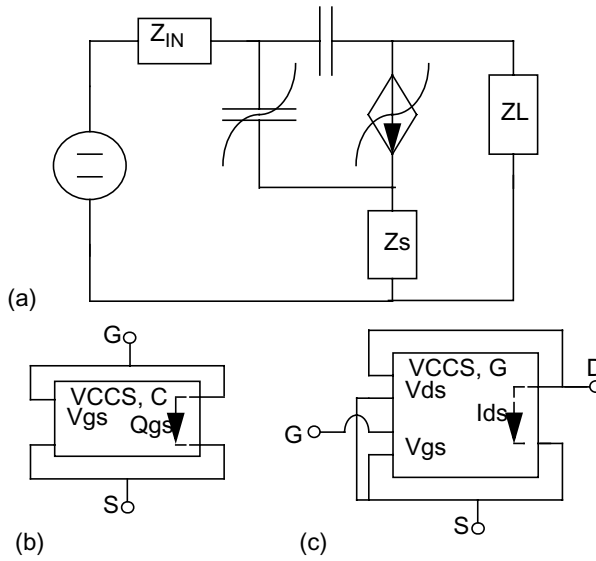 Z_IN
ZL
Zs
(a)
G
VCCS, C
Vgs
Qgs
S
(b)
VCCS, G
Vds
D
Ids
G
Vgs
S
(c)